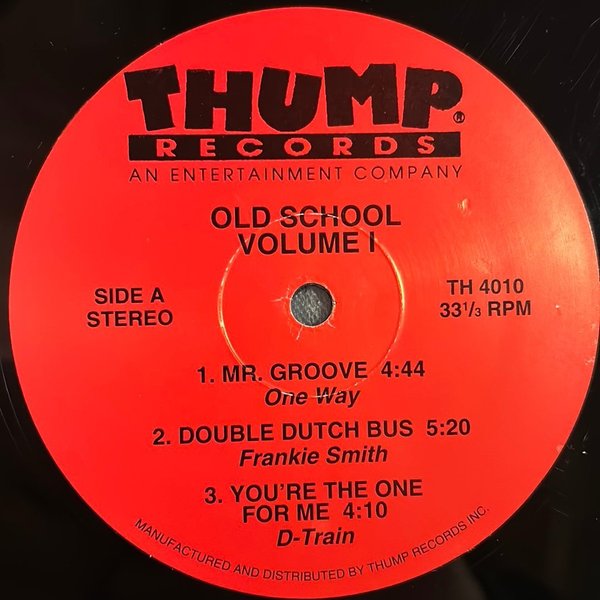 THUMP®
RECORDS
AN ENTERTAINMENT COMPANY
OLD SCHOOL
VOLUME I
SIDE A
STEREO
TH 4010
33 1/3 RPM
1. MR. GROOVE 4:44
One Way
2. DOUBLE DUTCH BUS 5:20
Frankie Smith
3. YOU'RE THE ONE
FOR ME 4:10
D-Train
MANUFACTURED AND DISTRIBUTED BY THUMP RECORDS INC.